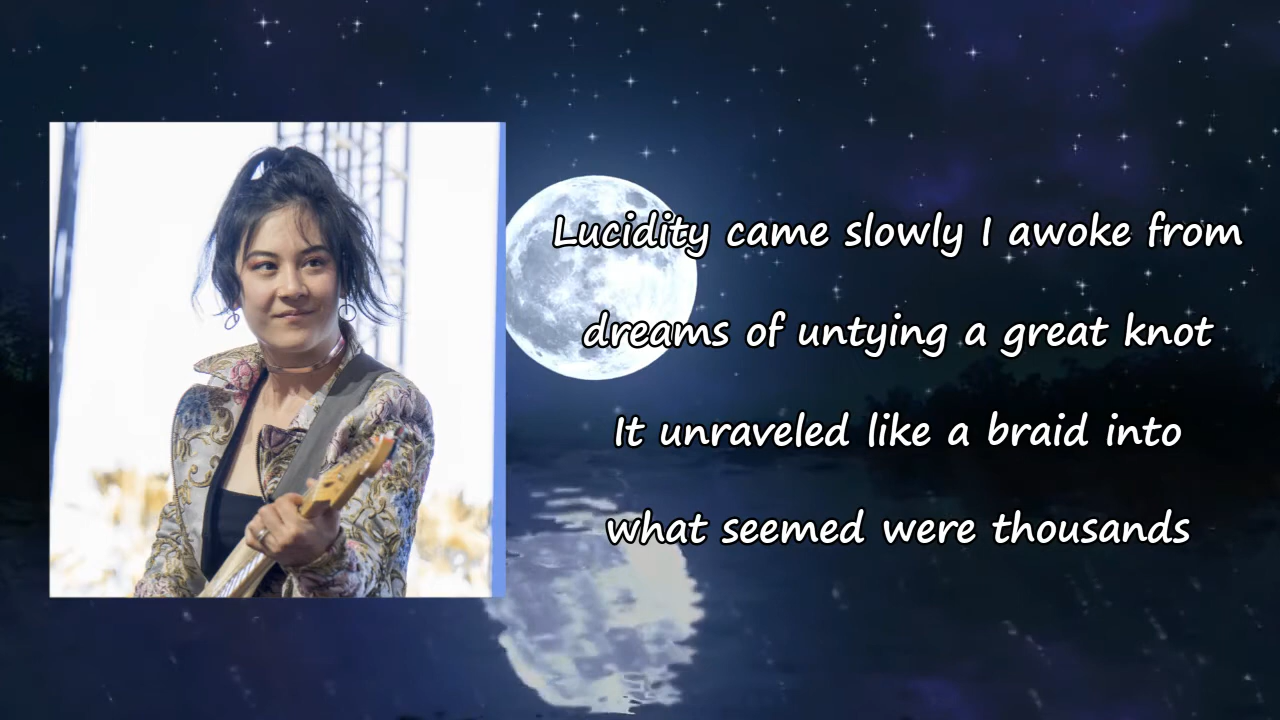 Lucidity came slowly I awoke from
dreams of untying a great knot
It unraveled like a braid into
what seemed were thousands